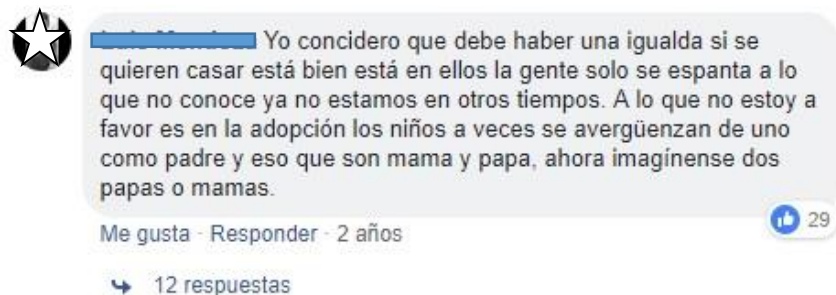 Yo concidero que debe haber una igualda si se
quieren casar está bien está en ellos la gente solo se espanta a lo
que no conoce ya no estamos en otros tiempos. A lo que no estoy a
favor es en la adopción los niños a veces se avergüenzan de uno
como padre y eso que son mama y papa, ahora imagínense dos
papas o mamas.
29
Me gusta · Responder · 2 años
12 respuestas